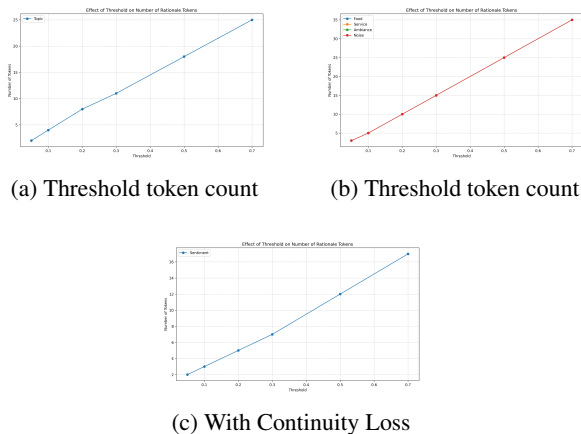 Effect of Threshold on Number of Rationale Tokens
Topic
25
20
15
10
5
Number of Tokens
0.1 0.2 0.3 0.4 0.5 0.6 0.7
Threshold
(a) Threshold token count
Effect of Threshold on Number of Rationale Tokens
Food
Service
Ambiance
Noise
35
30
25
20
15
10
5
Number of Tokens
0.1 0.2 0.3 0.4 0.5 0.6 0.7
Threshold
(b) Threshold token count
Effect of Threshold on Number of Rationale Tokens
Sentiment
16
14
12
10
8
6
4
2
Number of Tokens
0.1 0.2 0.3 0.4 0.5 0.6 0.7
Threshold
(c) With Continuity Loss